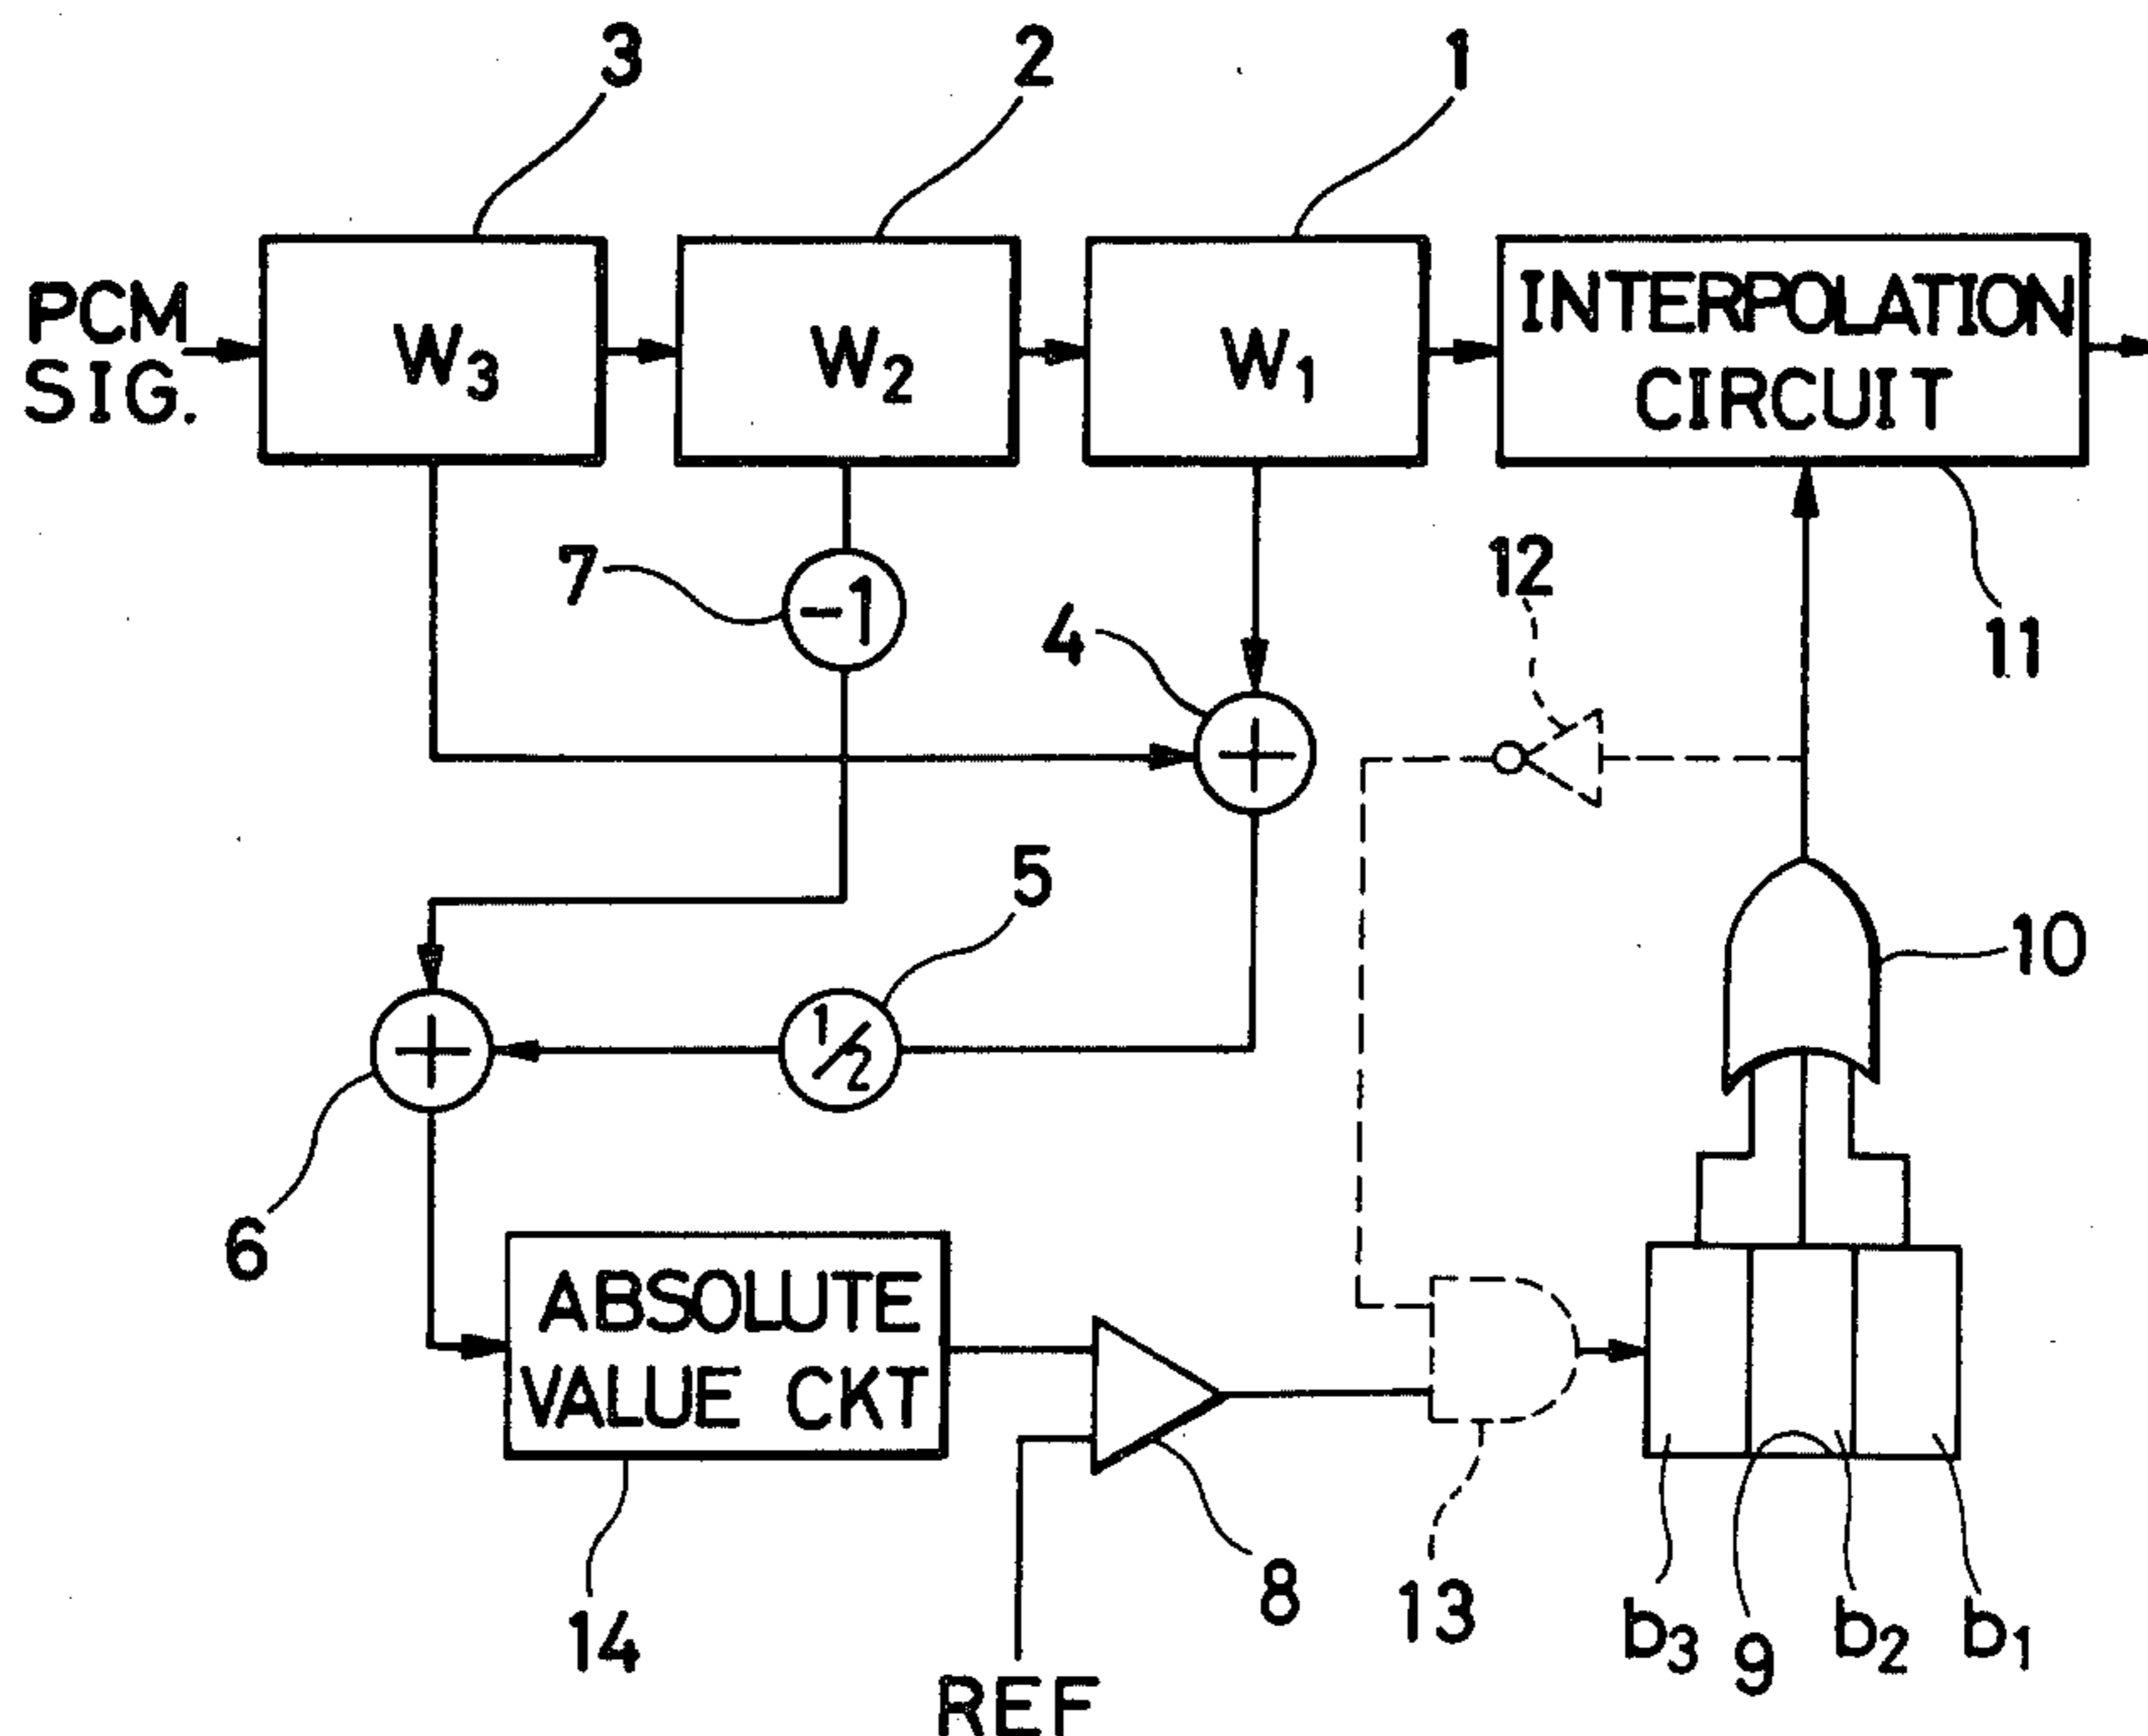 3
2
1
PCM
SIG.
W3
W2
W1
INTERPOLATION
CIRCUIT
7
-1
4
12
11
+
5
10
6
+
1/2
ABSOLUTE
VALUE CKT
14
8
13
b3
9
b2
b1
REF